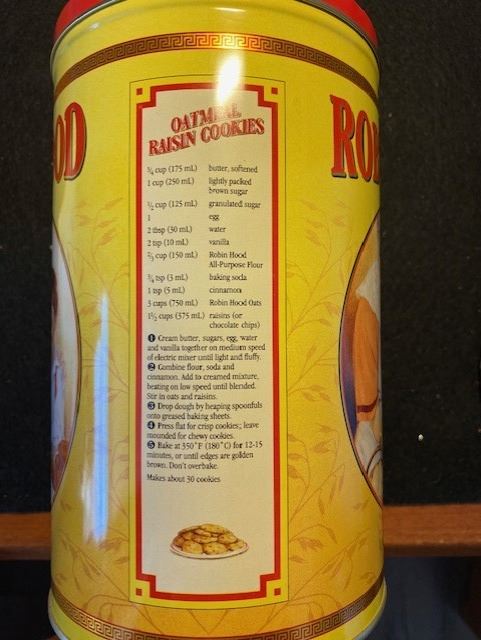 OD
ROB
OATMEAL
RAISIN COOKIES
¾ cup (175 mL) butter, softened
1 cup (250 mL) lightly packed
brown sugar
½ cup (125 mL) granulated sugar
1 egg
2 tbsp (30 mL) water
2 tsp (10 mL) vanilla
⅔ cup (150 mL) Robin Hood
All-Purpose Flour
¾ tsp (3 mL) baking soda
1 tsp (5 mL) cinnamon
3 cups (750 mL) Robin Hood Oats
1½ cups (375 mL) raisins (or
chocolate chips)
❶ Cream butter, sugars, egg, water
and vanilla together on medium speed
of electric mixer until light and fluffy.
❷ Combine flour, soda and
cinnamon. Add to creamed mixture,
beating on low speed until blended.
Stir in oats and raisins.
❸ Drop dough by heaping spoonfuls
onto greased baking sheets.
❹ Press flat for crisp cookies; leave
mounded for chewy cookies.
❺ Bake at 350°F (180°C) for 12-15
minutes, or until edges are golden
brown. Don't overbake.
Makes about 30 cookies